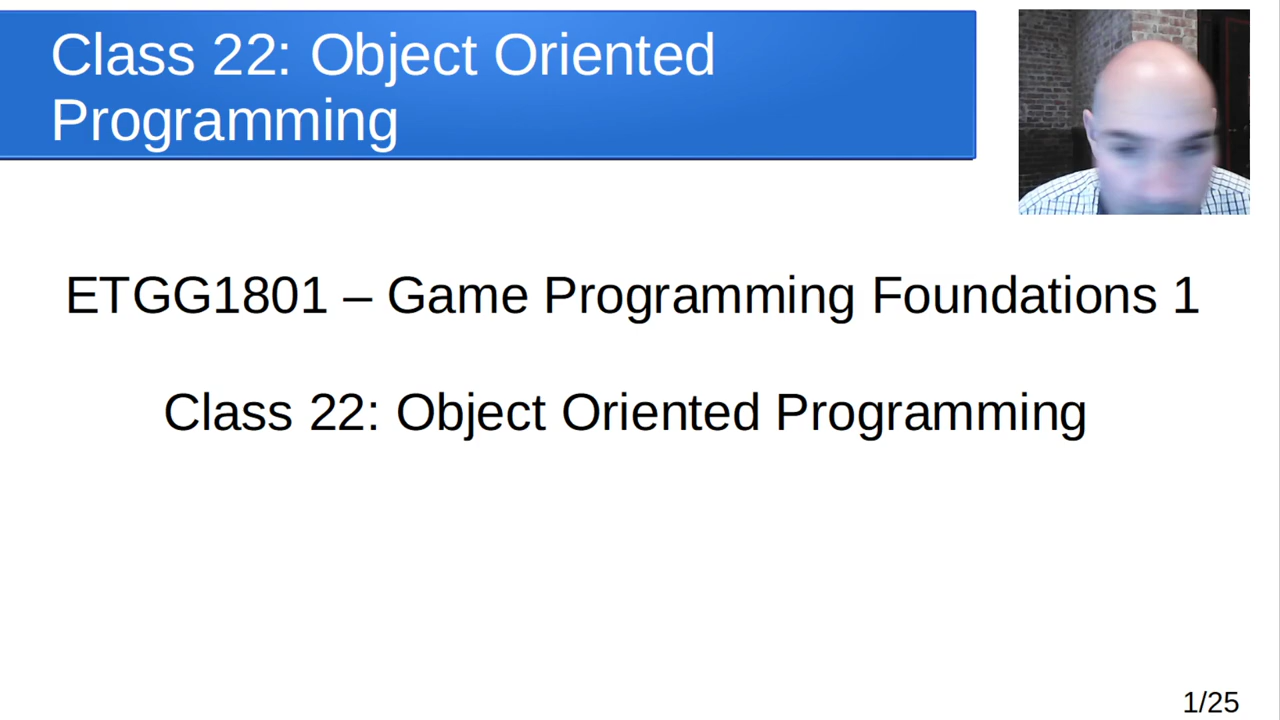 Class 22: Object Oriented
Programming
ETGG1801 – Game Programming Foundations 1
Class 22: Object Oriented Programming
1/25